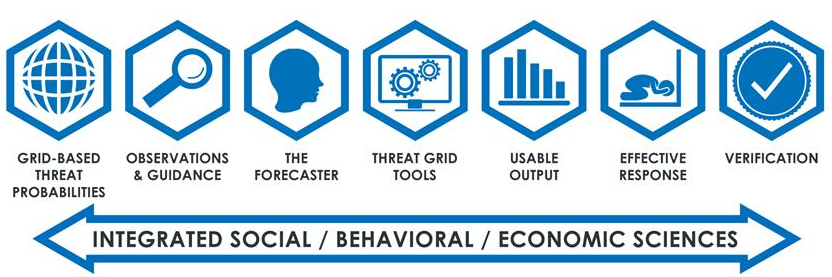 GRID-BASED
THREAT
PROBABILITIES
OBSERVATIONS
& GUIDANCE
THE
FORECASTER
THREAT GRID
TOOLS
USABLE
OUTPUT
EFFECTIVE
RESPONSE
VERIFICATION
INTEGRATED SOCIAL / BEHAVIORAL / ECONOMIC SCIENCES